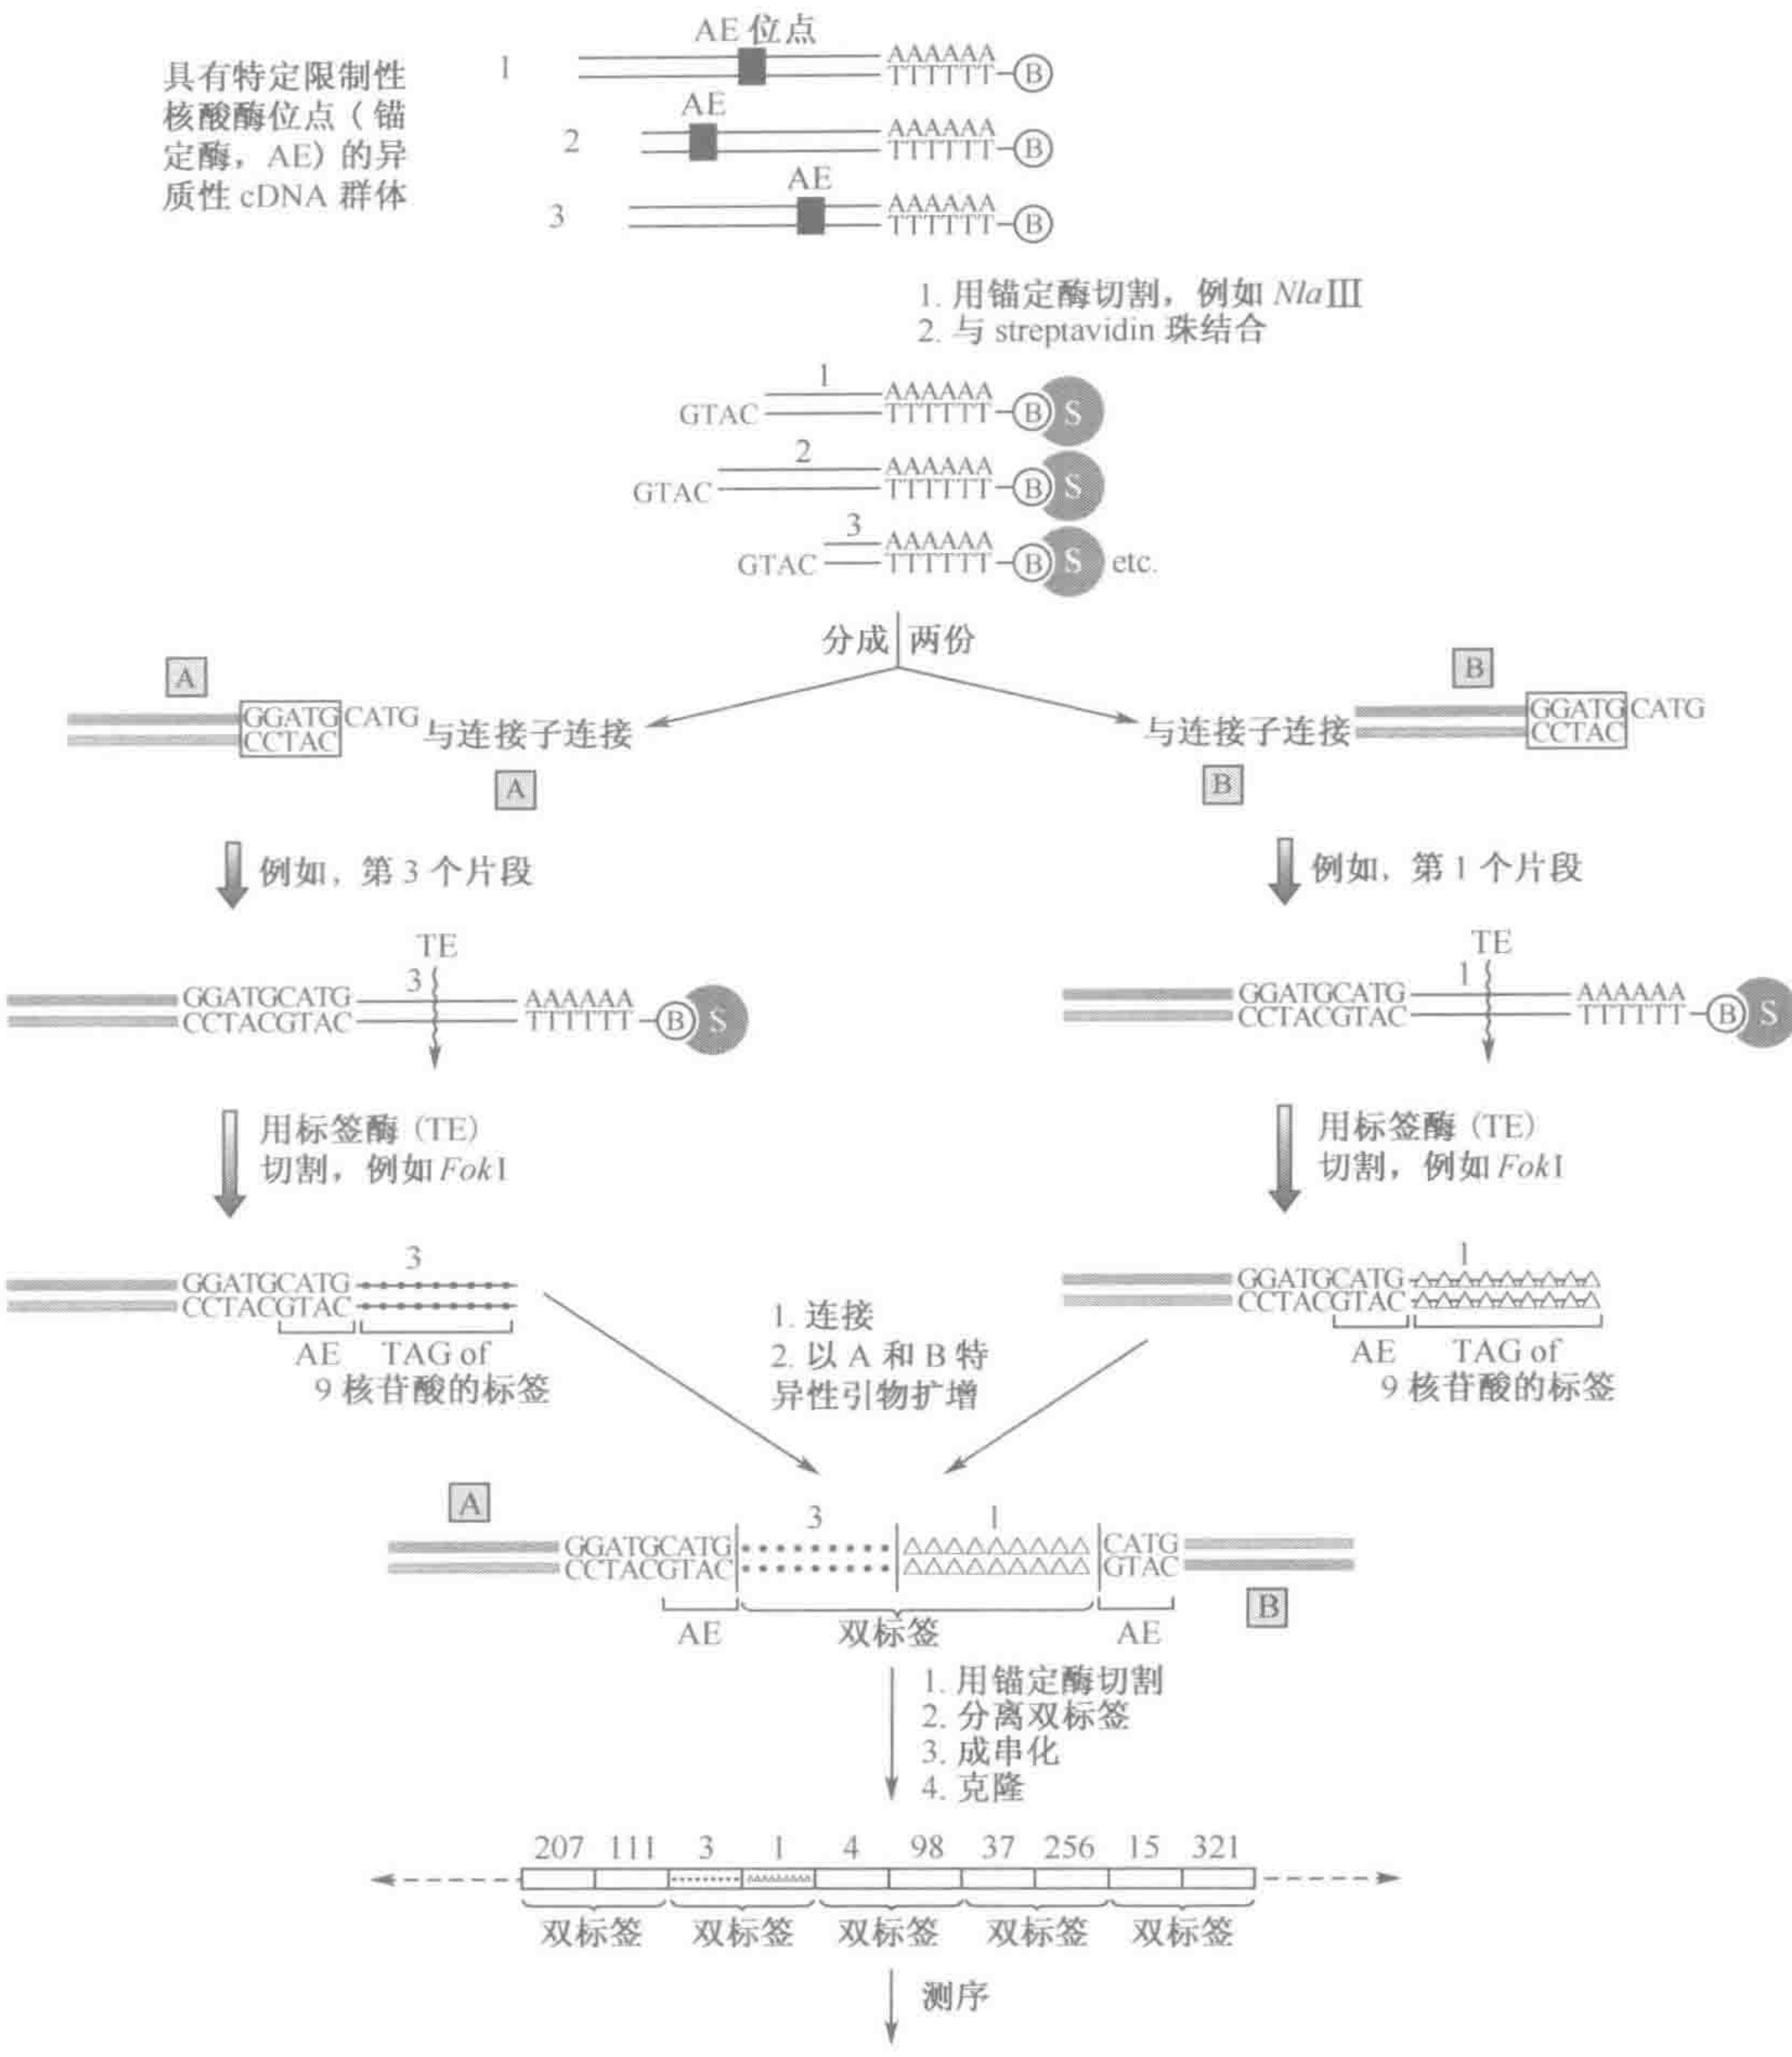 AE 位点
具有特定限制性
核酸酶位点（锚
定酶，AE）的异
质性 cDNA 群体
1
AAAAAA
TTTTTT
B
AE
2
AAAAAA
TTTTTT
B
AE
3
AAAAAA
TTTTTT
B
1. 用锚定酶切割，例如 NlaⅢ
2. 与 streptavidin 珠结合
1
AAAAAA
GTAC
TTTTTT
B
S
2
AAAAAA
GTAC
TTTTTT
B
S
3
AAAAAA
GTAC
TTTTTT
B
S
etc.
分成 两份
A
GGATGCATG
CCTAC
与连接子连接
A
B
与连接子连接
GGATGCATG
CCTAC
B
例如，第 3 个片段
例如，第 1 个片段
TE
3
GGATGCATG
CCTACGTAC
AAAAAA
TTTTTT
B
S
TE
1
GGATGCATG
CCTACGTAC
AAAAAA
TTTTTT
B
S
用标签酶 (TE)
切割，例如 FokI
用标签酶 (TE)
切割，例如 FokI
3
GGATGCATG
CCTACGTAC
AE
TAG of
9 核苷酸的标签
1
GGATGCATG
CCTACGTAC
AE
TAG of
9 核苷酸的标签
1. 连接
2. 以 A 和 B 特
异性引物扩增
A
3
1
GGATGCATG
CCTACGTAC
CATG
GTAC
B
AE
双标签
AE
1. 用锚定酶切割
2. 分离双标签
3. 成串化
4. 克隆
207 111 3 1 4 98 37 256 15 321
双标签 双标签 双标签 双标签 双标签
测序